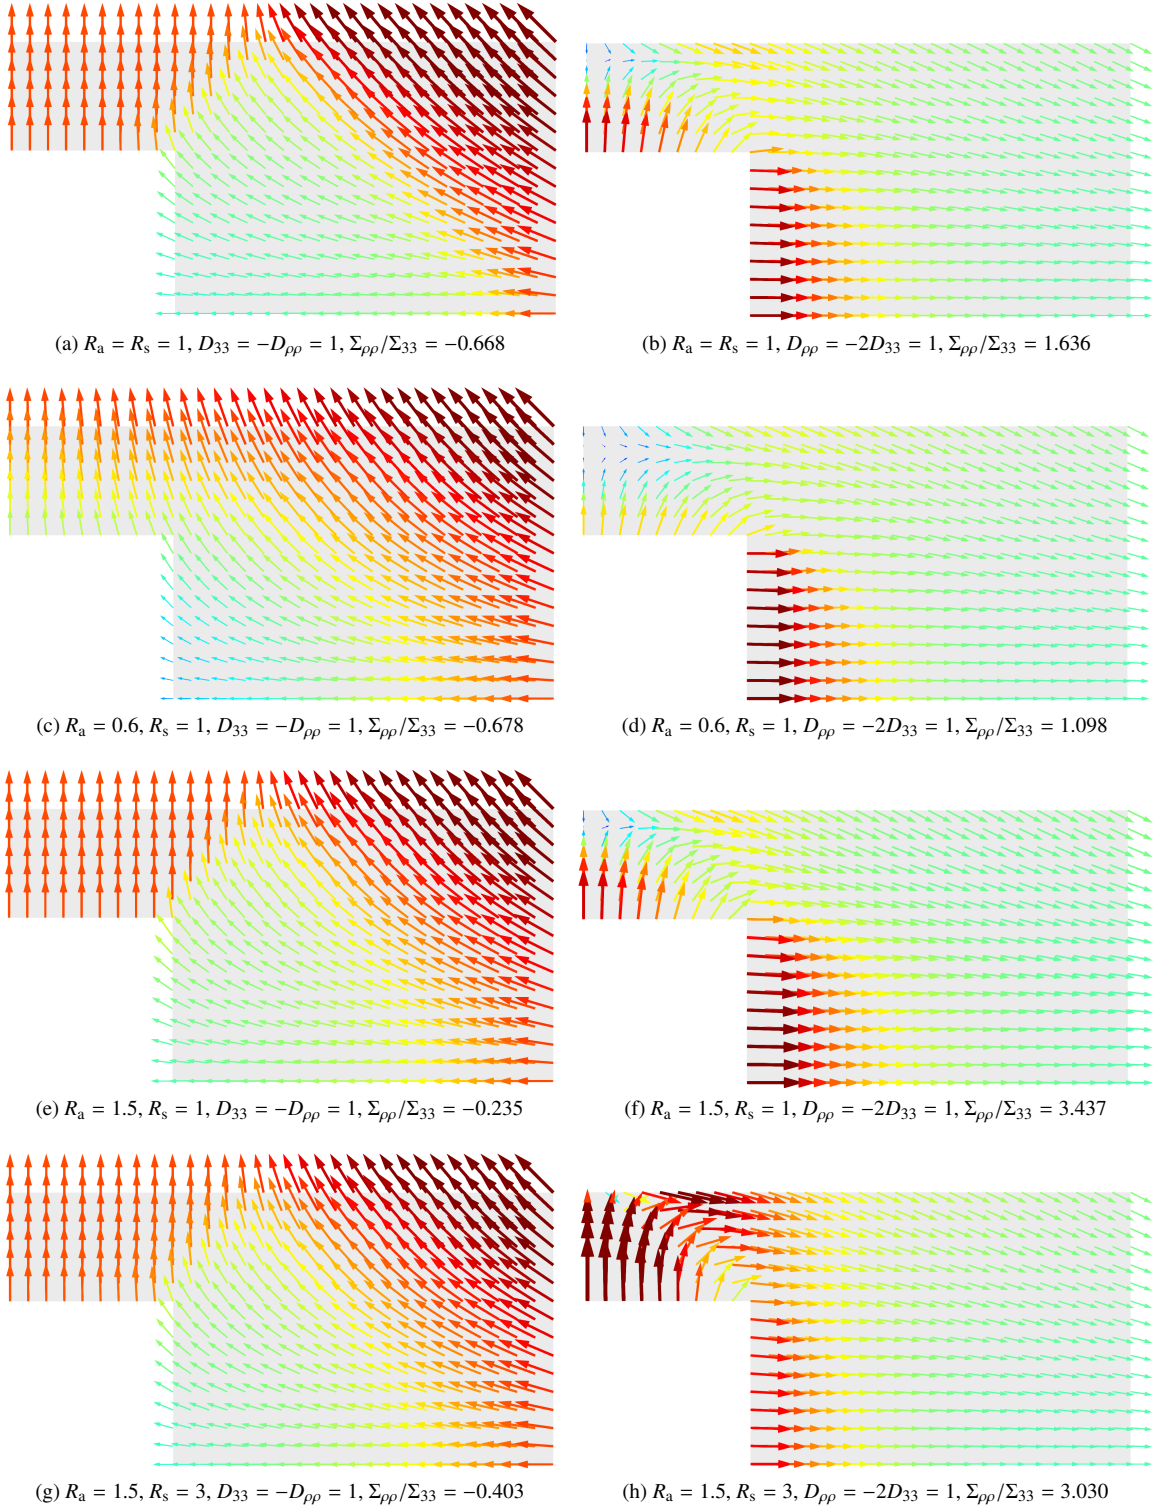 (a) Rₐ = Rₛ = 1, D₃₃ = −D_ρρ = 1, Σ_ρρ/Σ₃₃ = −0.668
(b) Rₐ = Rₛ = 1, D_ρρ = −2D₃₃ = 1, Σ_ρρ/Σ₃₃ = 1.636
(c) Rₐ = 0.6, Rₛ = 1, D₃₃ = −D_ρρ = 1, Σ_ρρ/Σ₃₃ = −0.678
(d) Rₐ = 0.6, Rₛ = 1, D_ρρ = −2D₃₃ = 1, Σ_ρρ/Σ₃₃ = 1.098
(e) Rₐ = 1.5, Rₛ = 1, D₃₃ = −D_ρρ = 1, Σ_ρρ/Σ₃₃ = −0.235
(f) Rₐ = 1.5, Rₛ = 1, D_ρρ = −2D₃₃ = 1, Σ_ρρ/Σ₃₃ = 3.437
(g) Rₐ = 1.5, Rₛ = 3, D₃₃ = −D_ρρ = 1, Σ_ρρ/Σ₃₃ = −0.403
(h) Rₐ = 1.5, Rₛ = 3, D_ρρ = −2D₃₃ = 1, Σ_ρρ/Σ₃₃ = 3.030